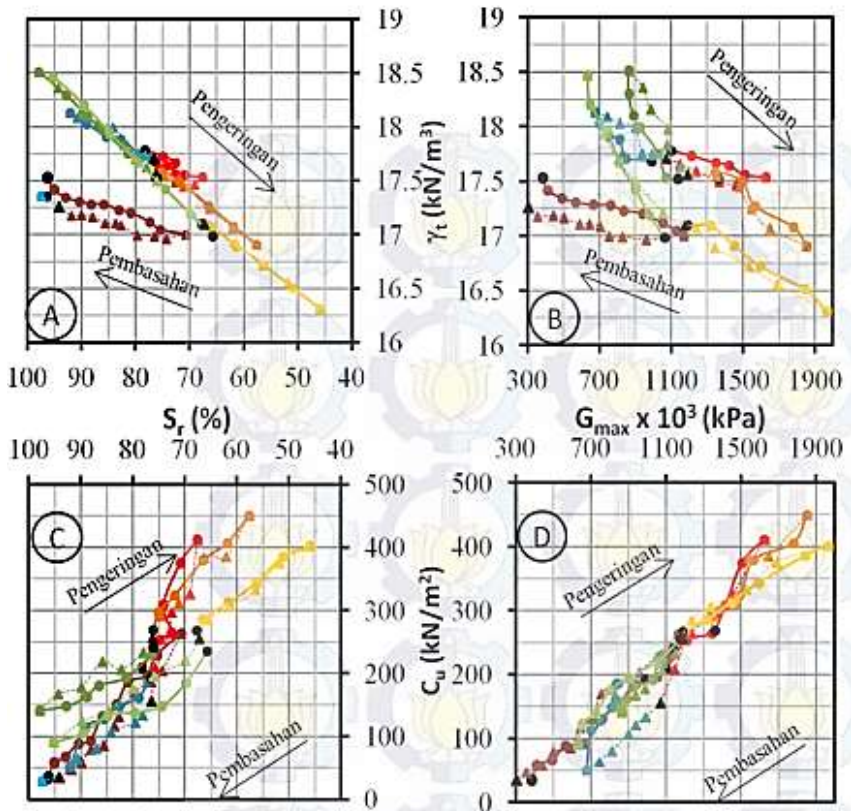 19
18.5
18
17.5
17
16.5
16
γt (kN/m³)
100 90 80 70 60 50 40
Sr (%)
Pengeringan
Pembasahan
A
19
18.5
18
17.5
17
16.5
16
300 700 1100 1500 1900
Gmax x 10³ (kPa)
Pengeringan
Pembasahan
B
100 90 80 70 60 50 40
500
400
300
200
100
0
Cu (kN/m²)
Pengeringan
Pembasahan
C
300 700 1100 1500 1900
500
400
300
200
100
0
Pengeringan
Pembasahan
D